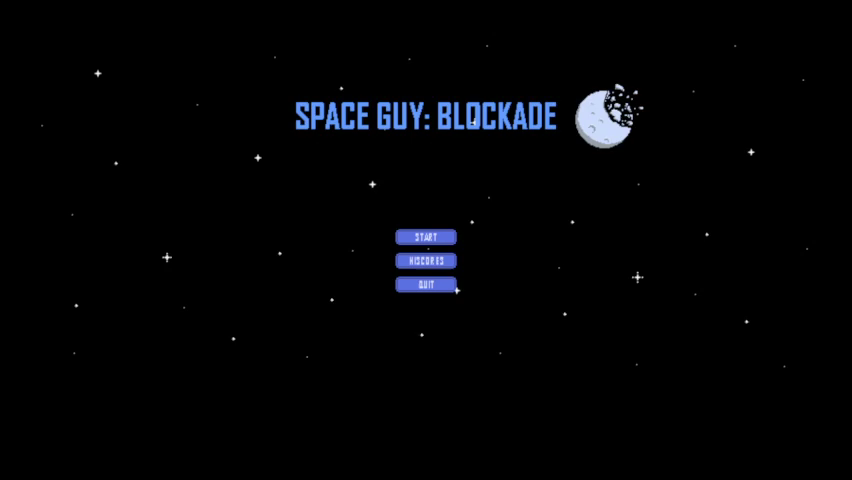 SPACE GUY: BLOCKADE
START
HISCORES
QUIT